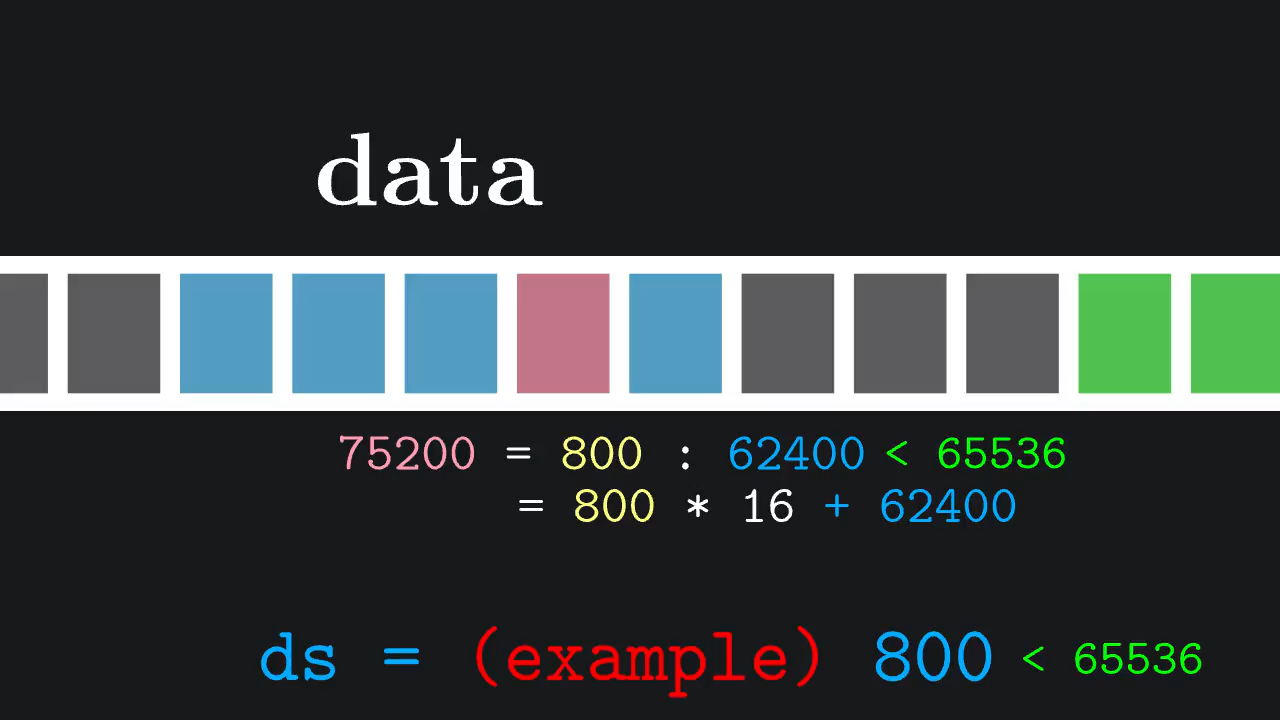 data
75200 = 800 : 62400 < 65536
= 800 * 16 + 62400
ds = (example) 800 < 65536